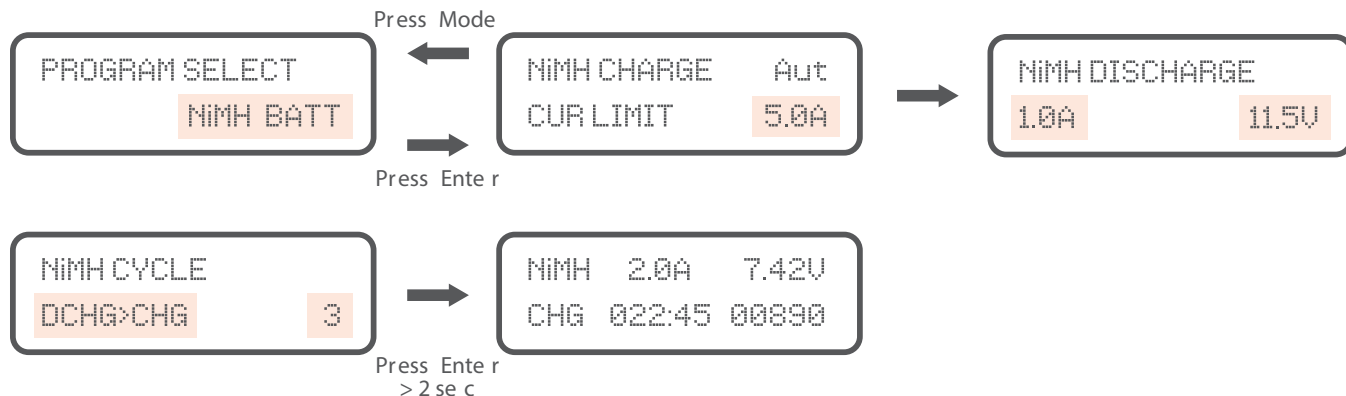 Press Mode
PROGRAM SELECT
NiMH BATT
Press Ente r
NiMH CHARGE Aut
CUR LIMIT 5.0A
NiMH DISCHARGE
1.0A 11.5V
NiMH CYCLE
DCHG>CHG 3
Press Ente r
> 2 se c
NiMH 2.0A 7.42V
CHG 022:45 00890